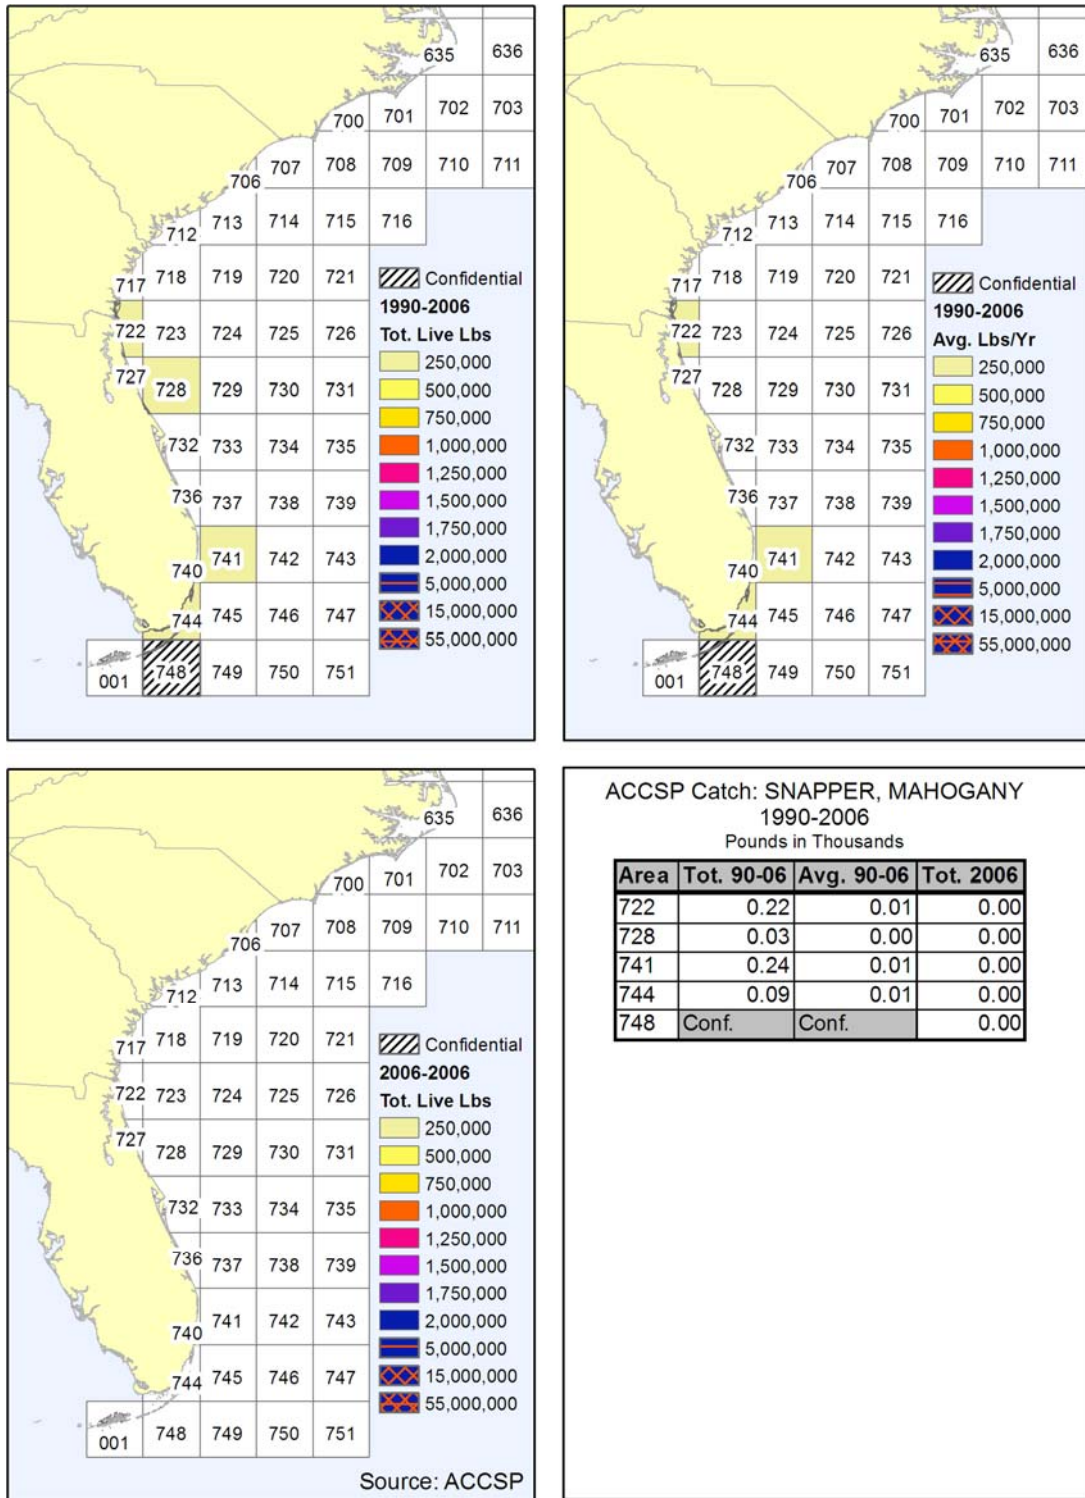 635 636
700 701 702 703
706 707 708 709 710 711
712 713 714 715 716
717 718 719 720 721
722 723 724 725 726
727 728 729 730 731
732 733 734 735
736 737 738 739
740 741 742 743
744 745 746 747
001 748 749 750 751
Confidential
1990-2006
Tot. Live Lbs
250,000
500,000
750,000
1,000,000
1,250,000
1,500,000
1,750,000
2,000,000
5,000,000
15,000,000
55,000,000
635 636
700 701 702 703
706 707 708 709 710 711
712 713 714 715 716
717 718 719 720 721
722 723 724 725 726
727 728 729 730 731
732 733 734 735
736 737 738 739
740 741 742 743
744 745 746 747
001 748 749 750 751
Confidential
1990-2006
Avg. Lbs/Yr
250,000
500,000
750,000
1,000,000
1,250,000
1,500,000
1,750,000
2,000,000
5,000,000
15,000,000
55,000,000
635 636
700 701 702 703
706 707 708 709 710 711
712 713 714 715 716
717 718 719 720 721
722 723 724 725 726
727 728 729 730 731
732 733 734 735
736 737 738 739
740 741 742 743
744 745 746 747
001 748 749 750 751
Confidential
2006-2006
Tot. Live Lbs
250,000
500,000
750,000
1,000,000
1,250,000
1,500,000
1,750,000
2,000,000
5,000,000
15,000,000
55,000,000
Source: ACCSP
ACCSP Catch: SNAPPER, MAHOGANY
1990-2006
Pounds in Thousands
Area Tot. 90-06 Avg. 90-06 Tot. 2006
722 0.22 0.01 0.00
728 0.03 0.00 0.00
741 0.24 0.01 0.00
744 0.09 0.01 0.00
748 Conf. Conf. 0.00